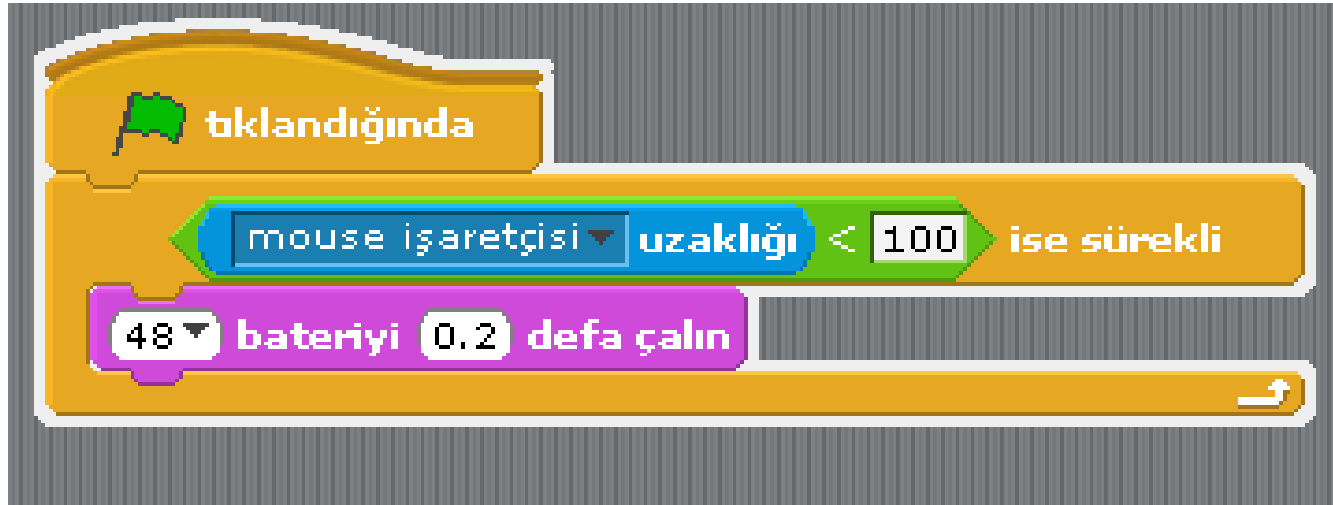 tıklandığında
mouse işaretçisi uzaklığı < 100 ise sürekli
48 bateriyi 0.2 defa çalın